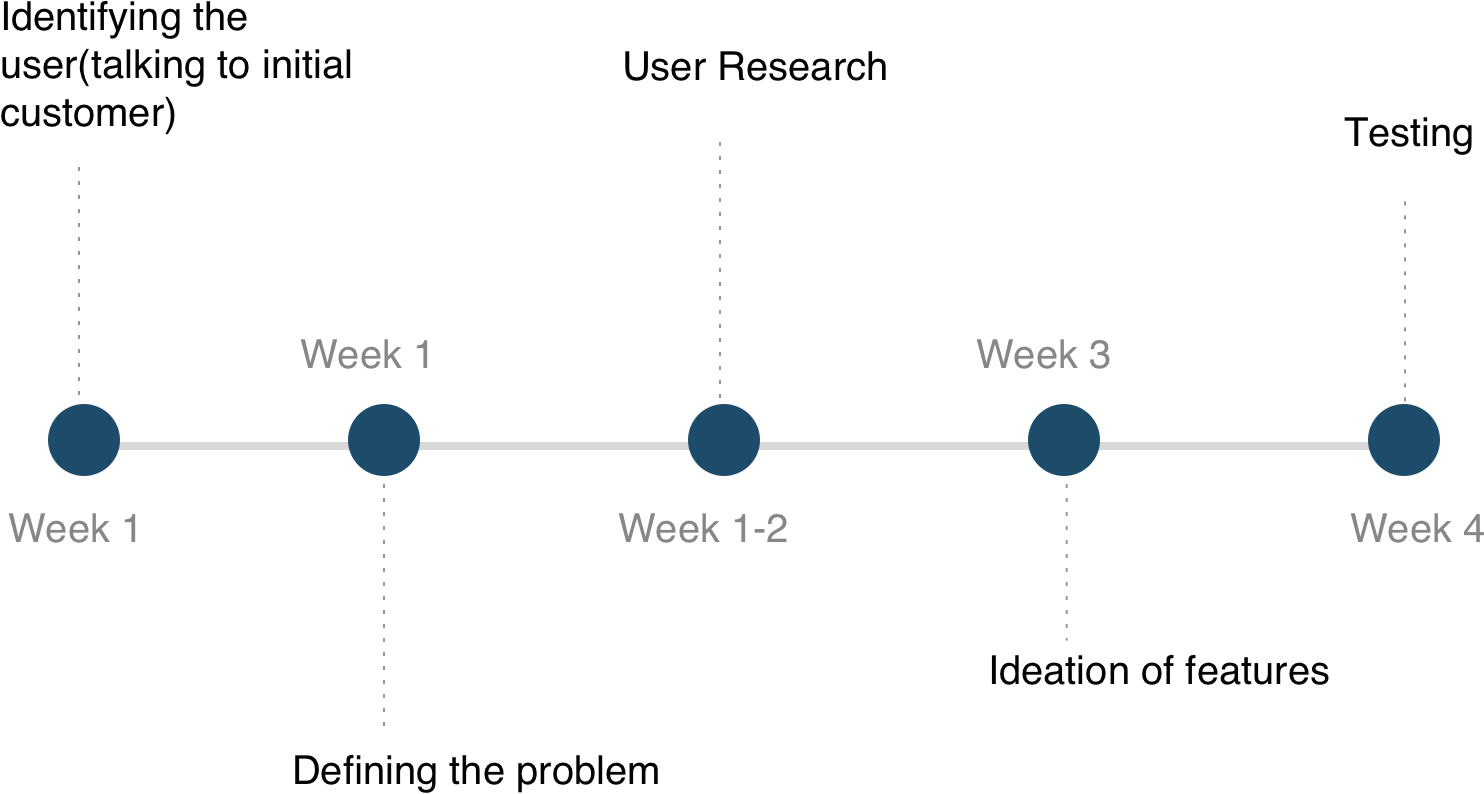 Identifying the
user(talking to initial
customer)
User Research
Testing
Week 1
Week 3
Week 1
Week 1-2
Week 4
Ideation of features
Defining the problem